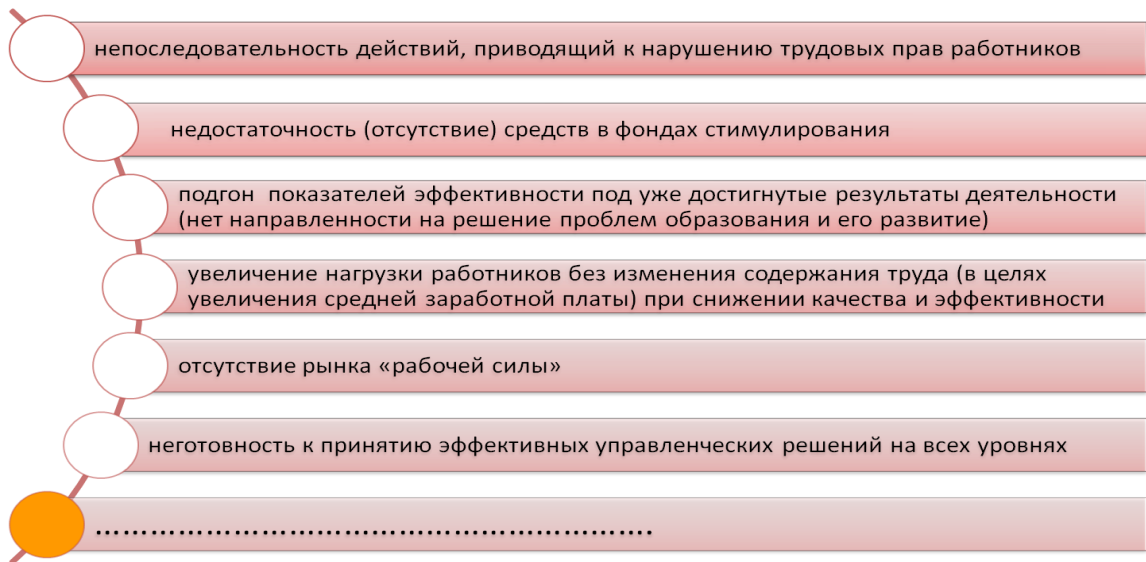 непоследовательность действий, приводящий к нарушению трудовых прав работников
недостаточность (отсутствие) средств в фондах стимулирования
подгон показателей эффективности под уже достигнутые результаты деятельности
(нет направленности на решение проблем образования и его развитие)
увеличение нагрузки работников без изменения содержания труда (в целях
увеличения средней заработной платы) при снижении качества и эффективности
отсутствие рынка «рабочей силы»
неготовность к принятию эффективных управленческих решений на всех уровнях
…………………………………………………….